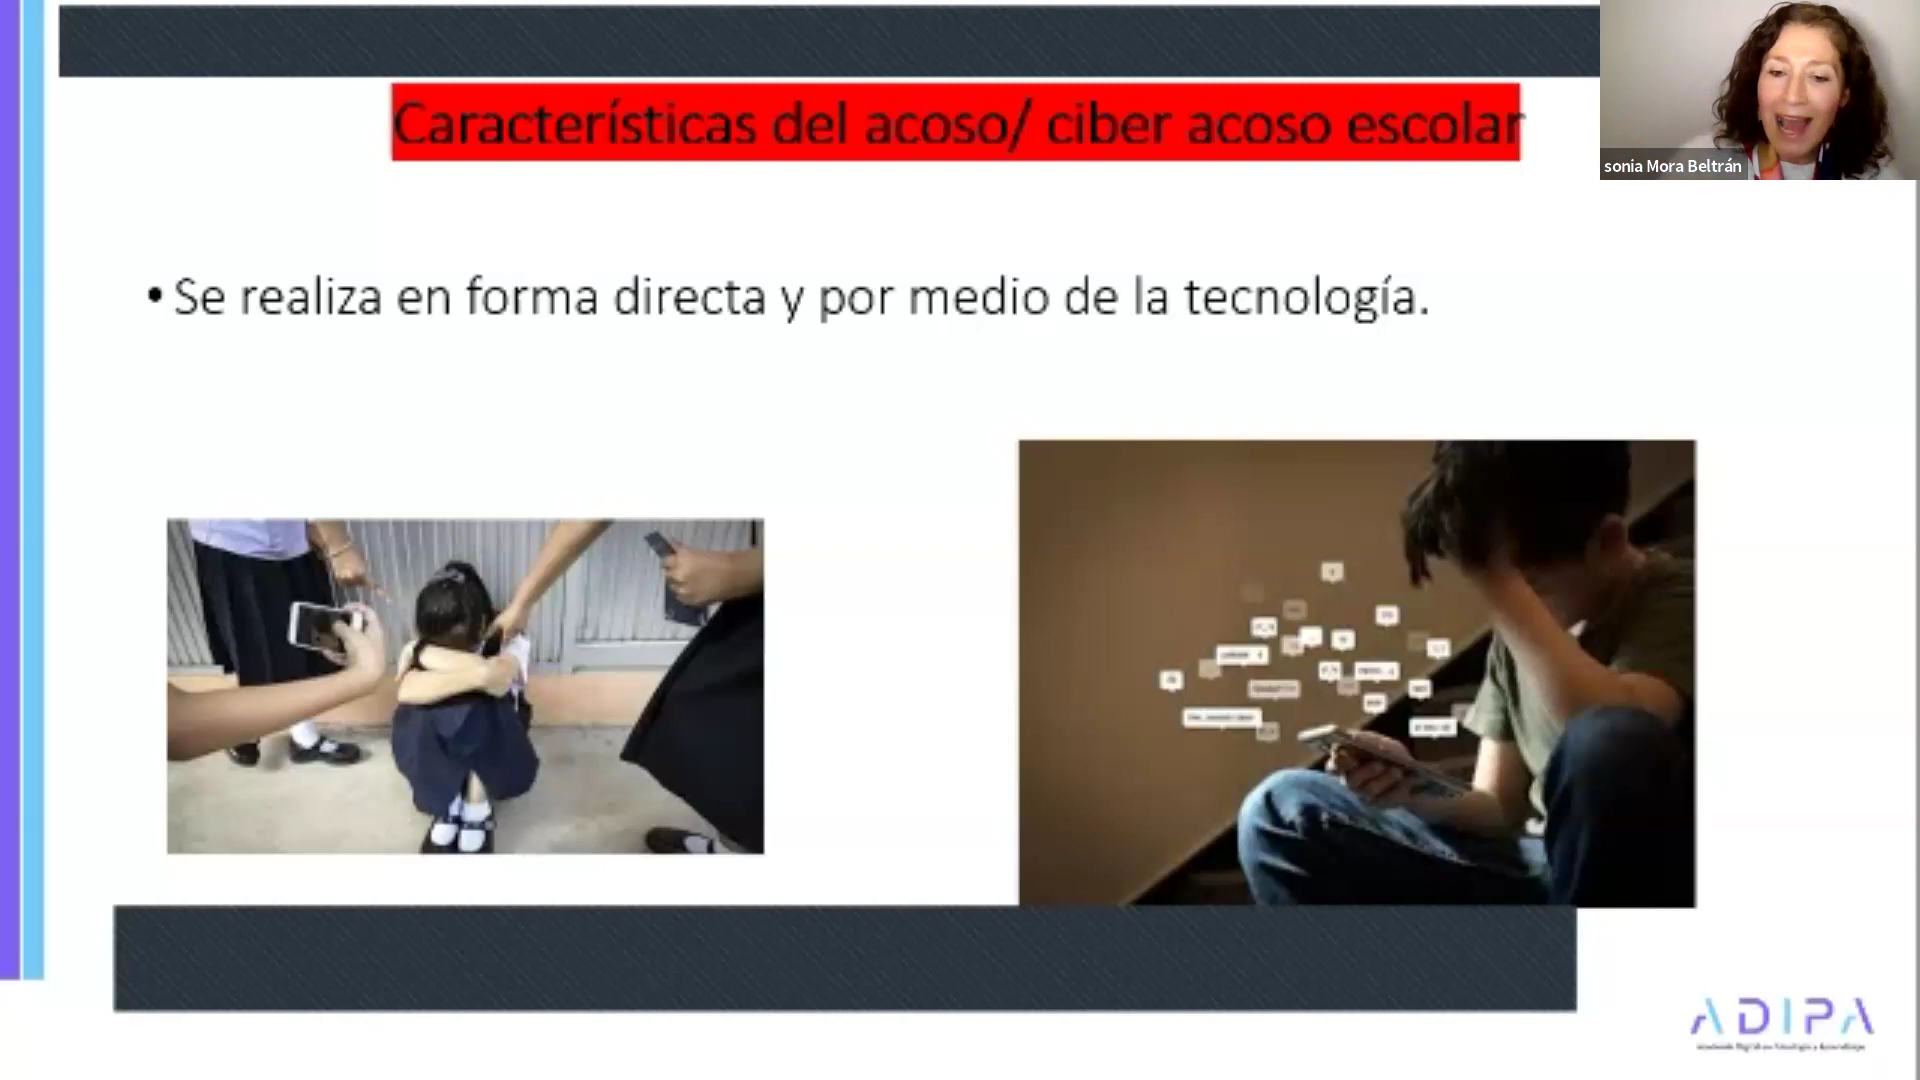 Características del acoso/ ciber acoso escolar
sonia Mora Beltrán
• Se realiza en forma directa y por medio de la tecnología.
ADIPA